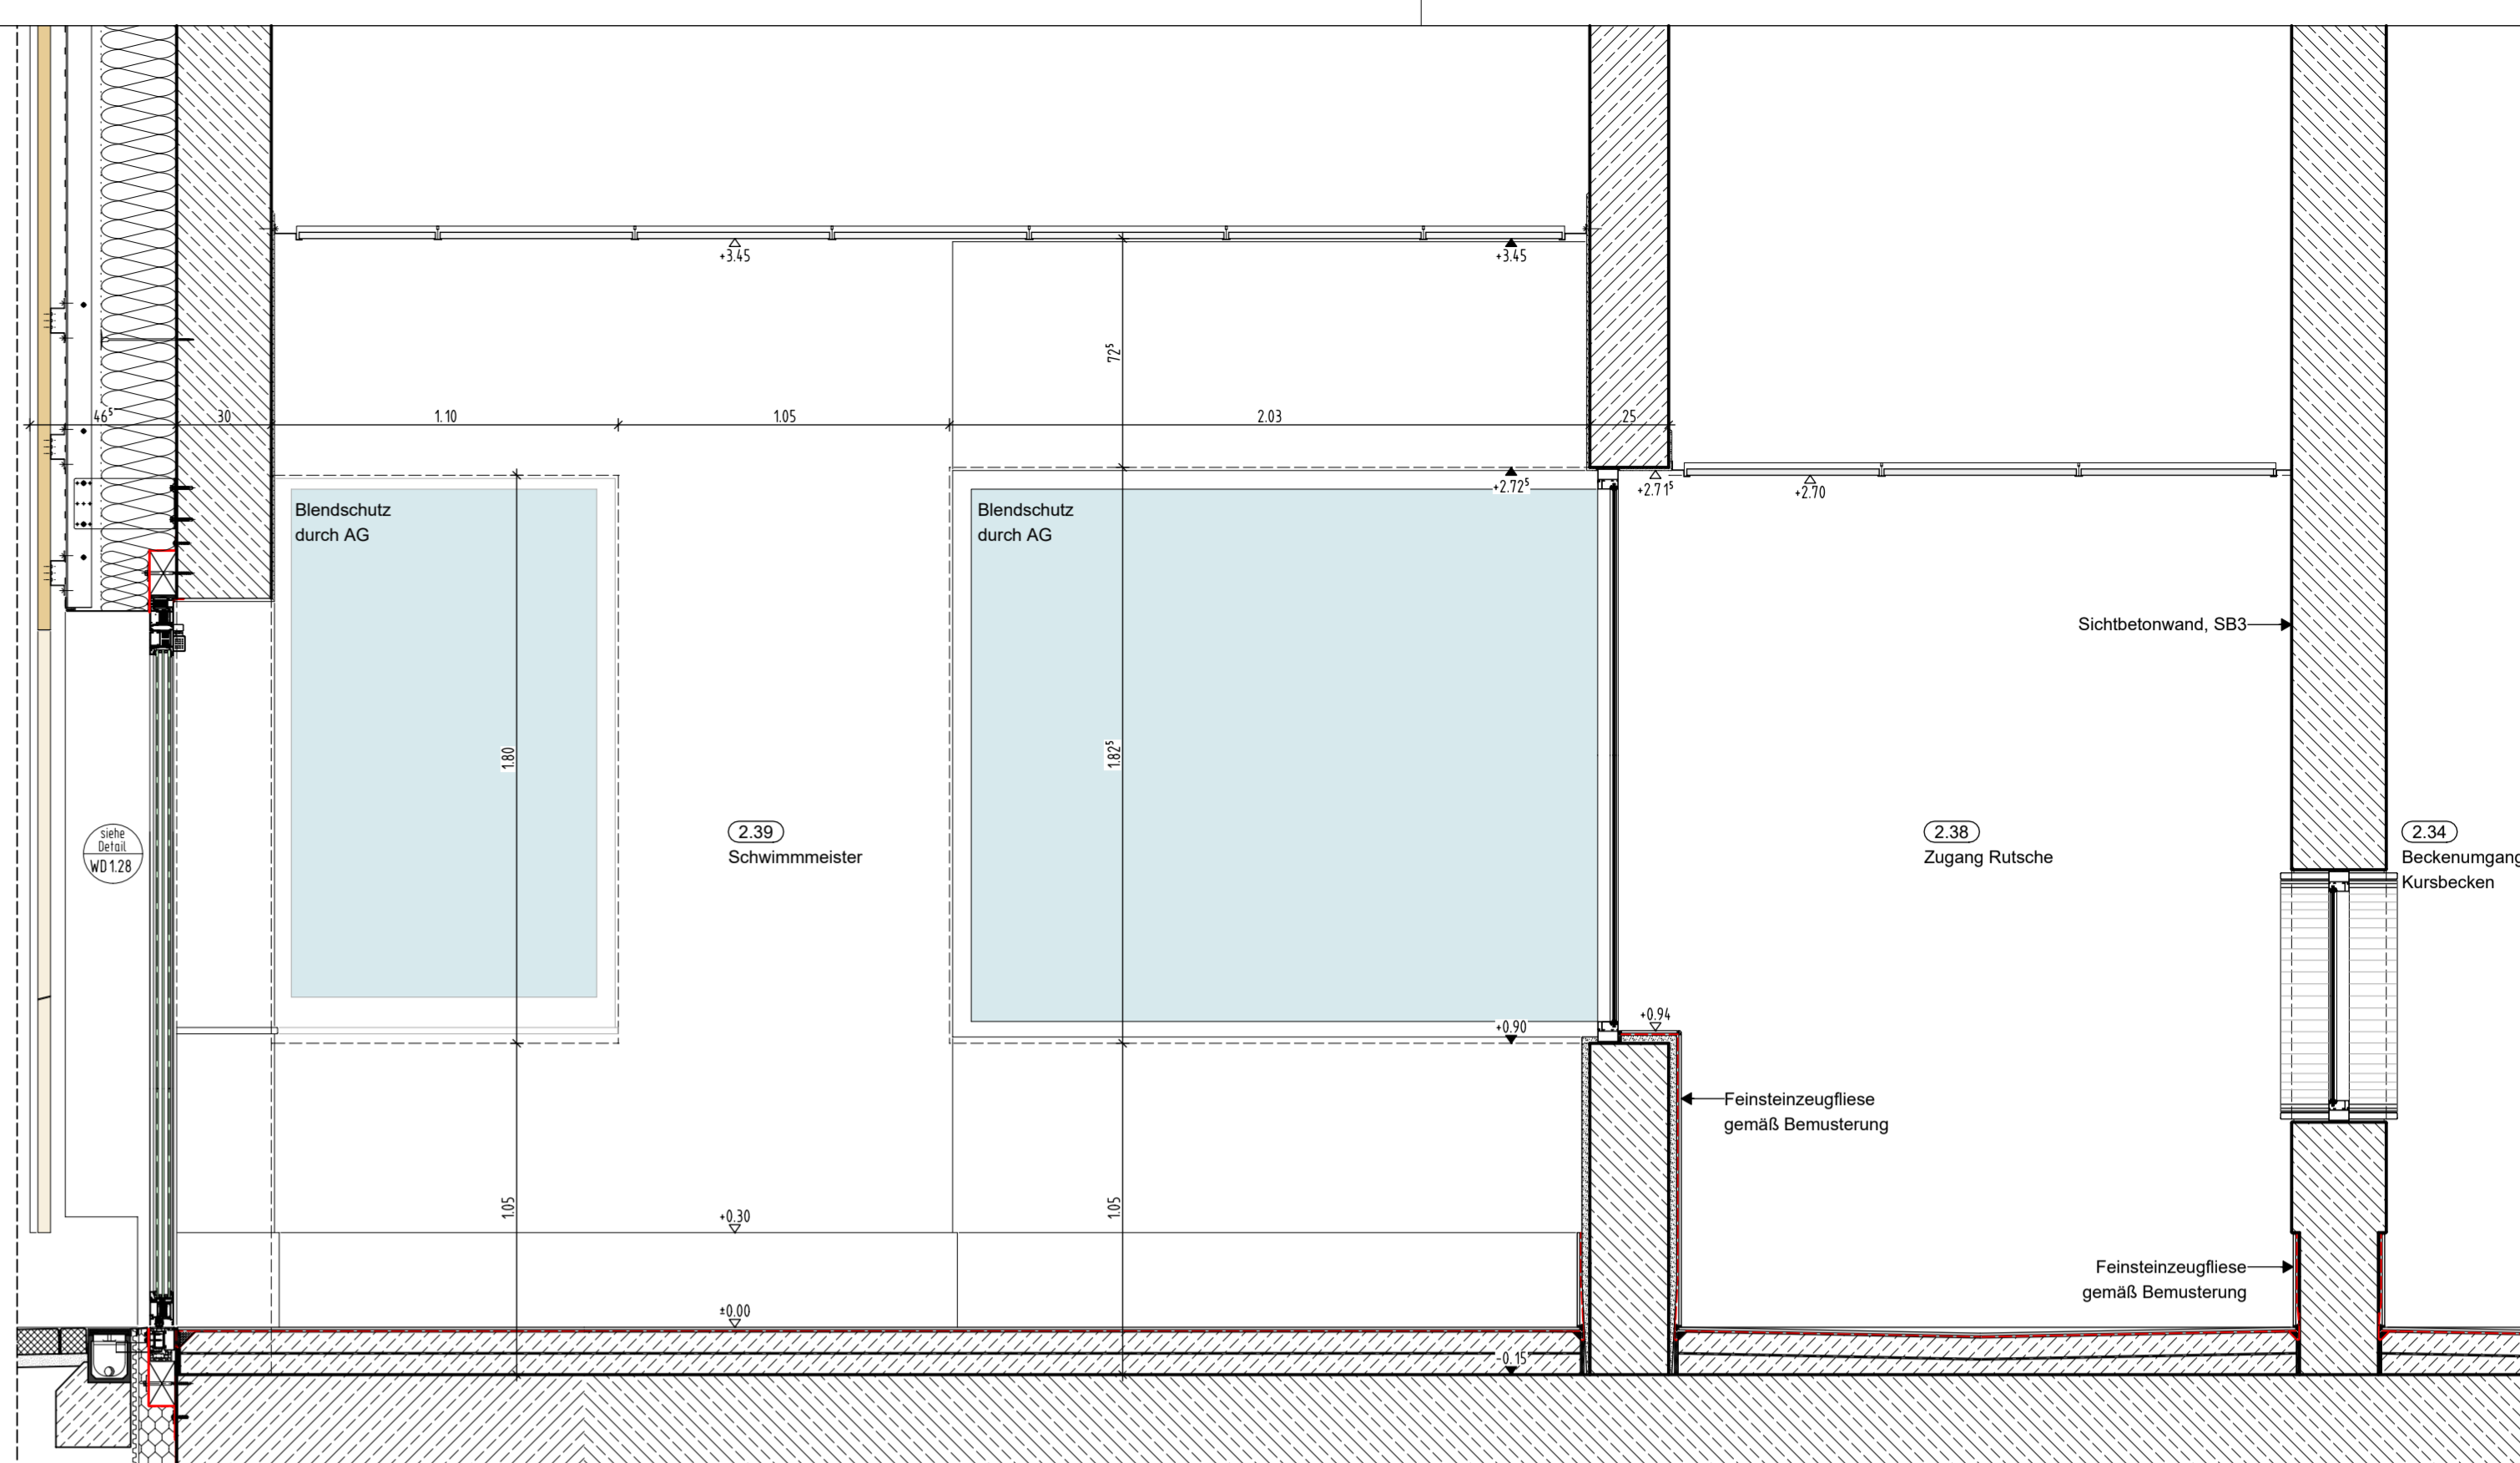 +3.45
+3.45
72⁵
46⁵
30
1.10
1.05
2.03
25
+2.72⁵
+2.71⁵
+2.70
Blendschutz
durch AG
Blendschutz
durch AG
Sichtbetonwand, SB3
1.80
1.82⁵
siehe
Detail
WD 1.28
2.39
Schwimmmeister
2.38
Zugang Rutsche
2.34
Beckenumgang
Kursbecken
+0.90
+0.94
Feinsteinzeugfliese
gemäß Bemusterung
1.05
1.05
+0.30
Feinsteinzeugfliese
gemäß Bemusterung
±0.00
-0.15